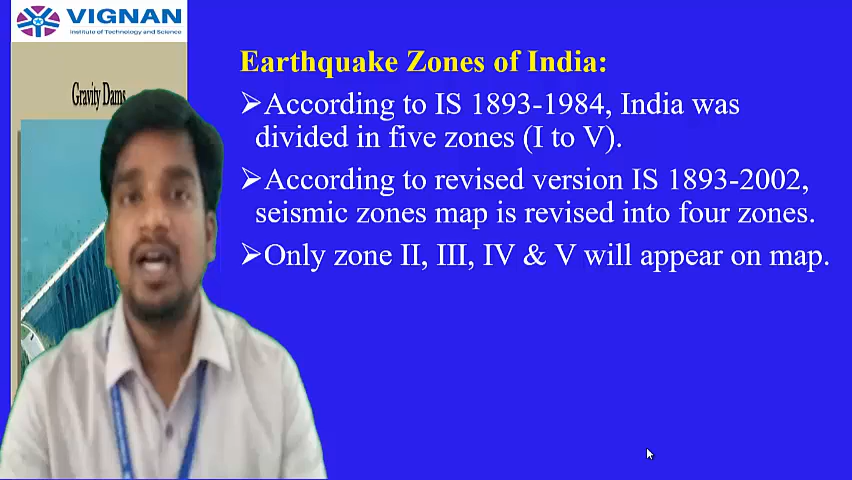 VIGNAN
Institute of Technology and Science
Gravity Dams
Earthquake Zones of India:
➢According to IS 1893-1984, India was
divided in five zones (I to V).
➢According to revised version IS 1893-2002,
seismic zones map is revised into four zones.
➢Only zone II, III, IV & V will appear on map.